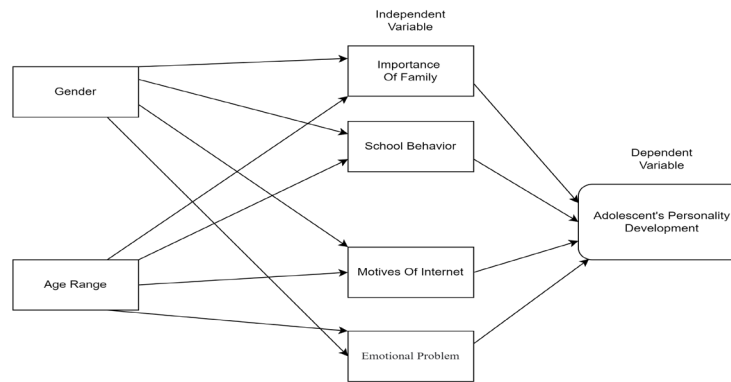 Independent
Variable
Gender
Importance
Of Family
School Behavior
Dependent
Variable
Adolescent's Personality
Development
Age Range
Motives Of Internet
Emotional Problem